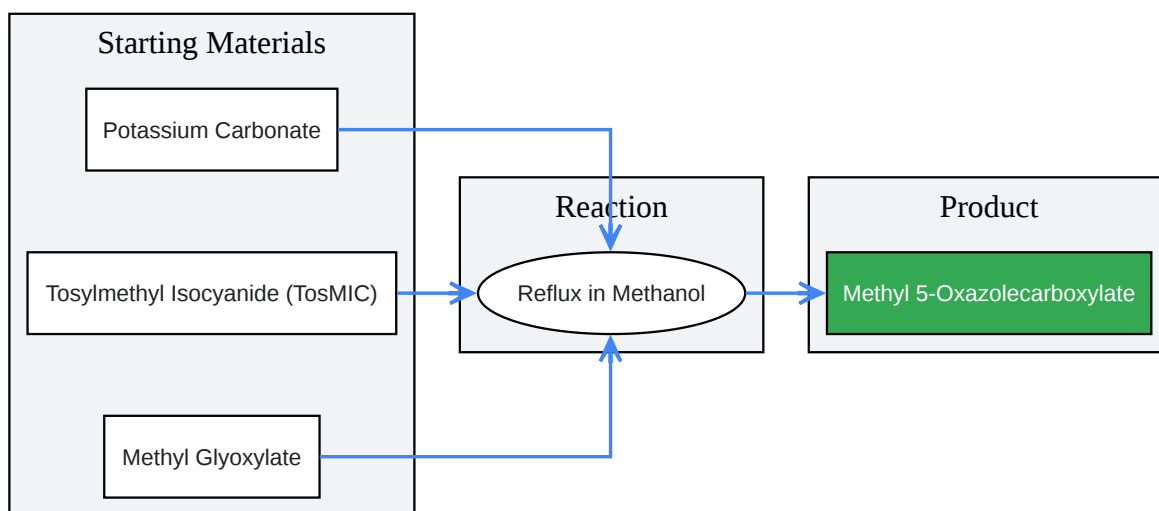 Starting Materials
Potassium Carbonate
Tosylmethyl Isocyanide (TosMIC)
Methyl Glyoxylate
Reaction
Reflux in Methanol
Product
Methyl 5-Oxazolecarboxylate